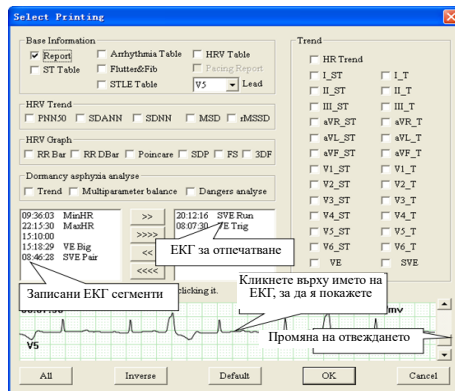 Select Printing
Base Information
Report
Arrhythmia Table
HRV Table
ST Table
Flutter&Fib
Pacing Report
STLE Table
V5
Lead
HRV Trend
PNN50
SDANN
SDNN
MSD
rMSSD
HRV Graph
RR Bar
RR DBar
Poincare
SDP
FS
3DF
Dormancy asphyxia analyse
Trend
Multiparameter balance
Dangers analyse
09:36:03 MinHR
22:15:30 MaxHR
15:10:00
15:18:29 VE Big
08:46:28 SVE Pair
>>
>>>>
<<
<<<<
20:12:16 SVE Run
08:07:30 VE Trig
ЕКГ за отпечатване
Записани ЕКГ сегменти
clicking it.
Кликнете върху името на
ЕКГ, за да я покажете
Промяна на отвеждането
mv
V5
Trend
HR Trend
I_ST
I_T
II_ST
II_T
III_ST
III_T
aVR_ST
aVR_T
aVL_ST
aVL_T
aVF_ST
aVF_T
V1_ST
V1_T
V2_ST
V2_T
V3_ST
V3_T
V4_ST
V4_T
V5_ST
V5_T
V6_ST
V6_T
VE
SVE
All
Inverse
Default
OK
Cancel